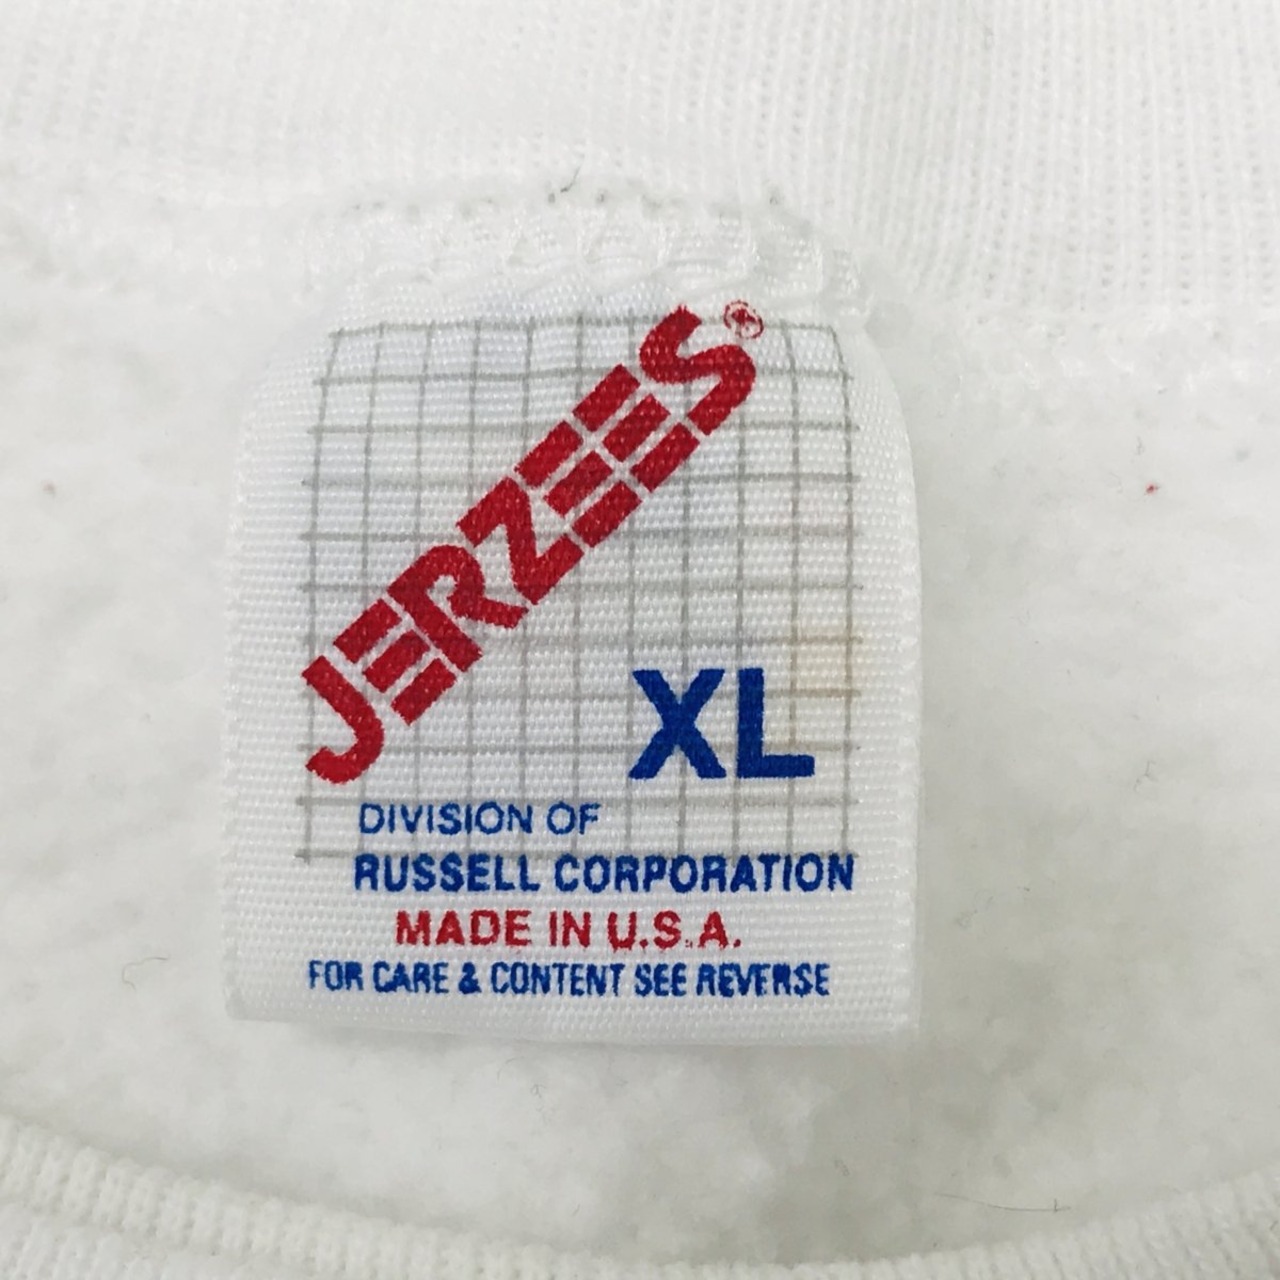 JERZEES®
XL
DIVISION OF
RUSSELL CORPORATION
MADE IN U.S.A.
FOR CARE & CONTENT SEE REVERSE